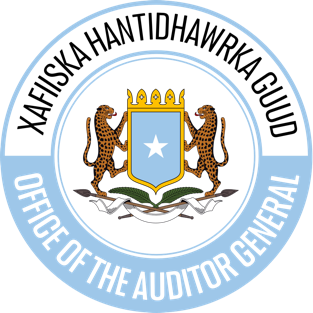 XAFIISKA HANTIDHAWRKA GUUD
OFFICE OF THE AUDITOR GENERAL